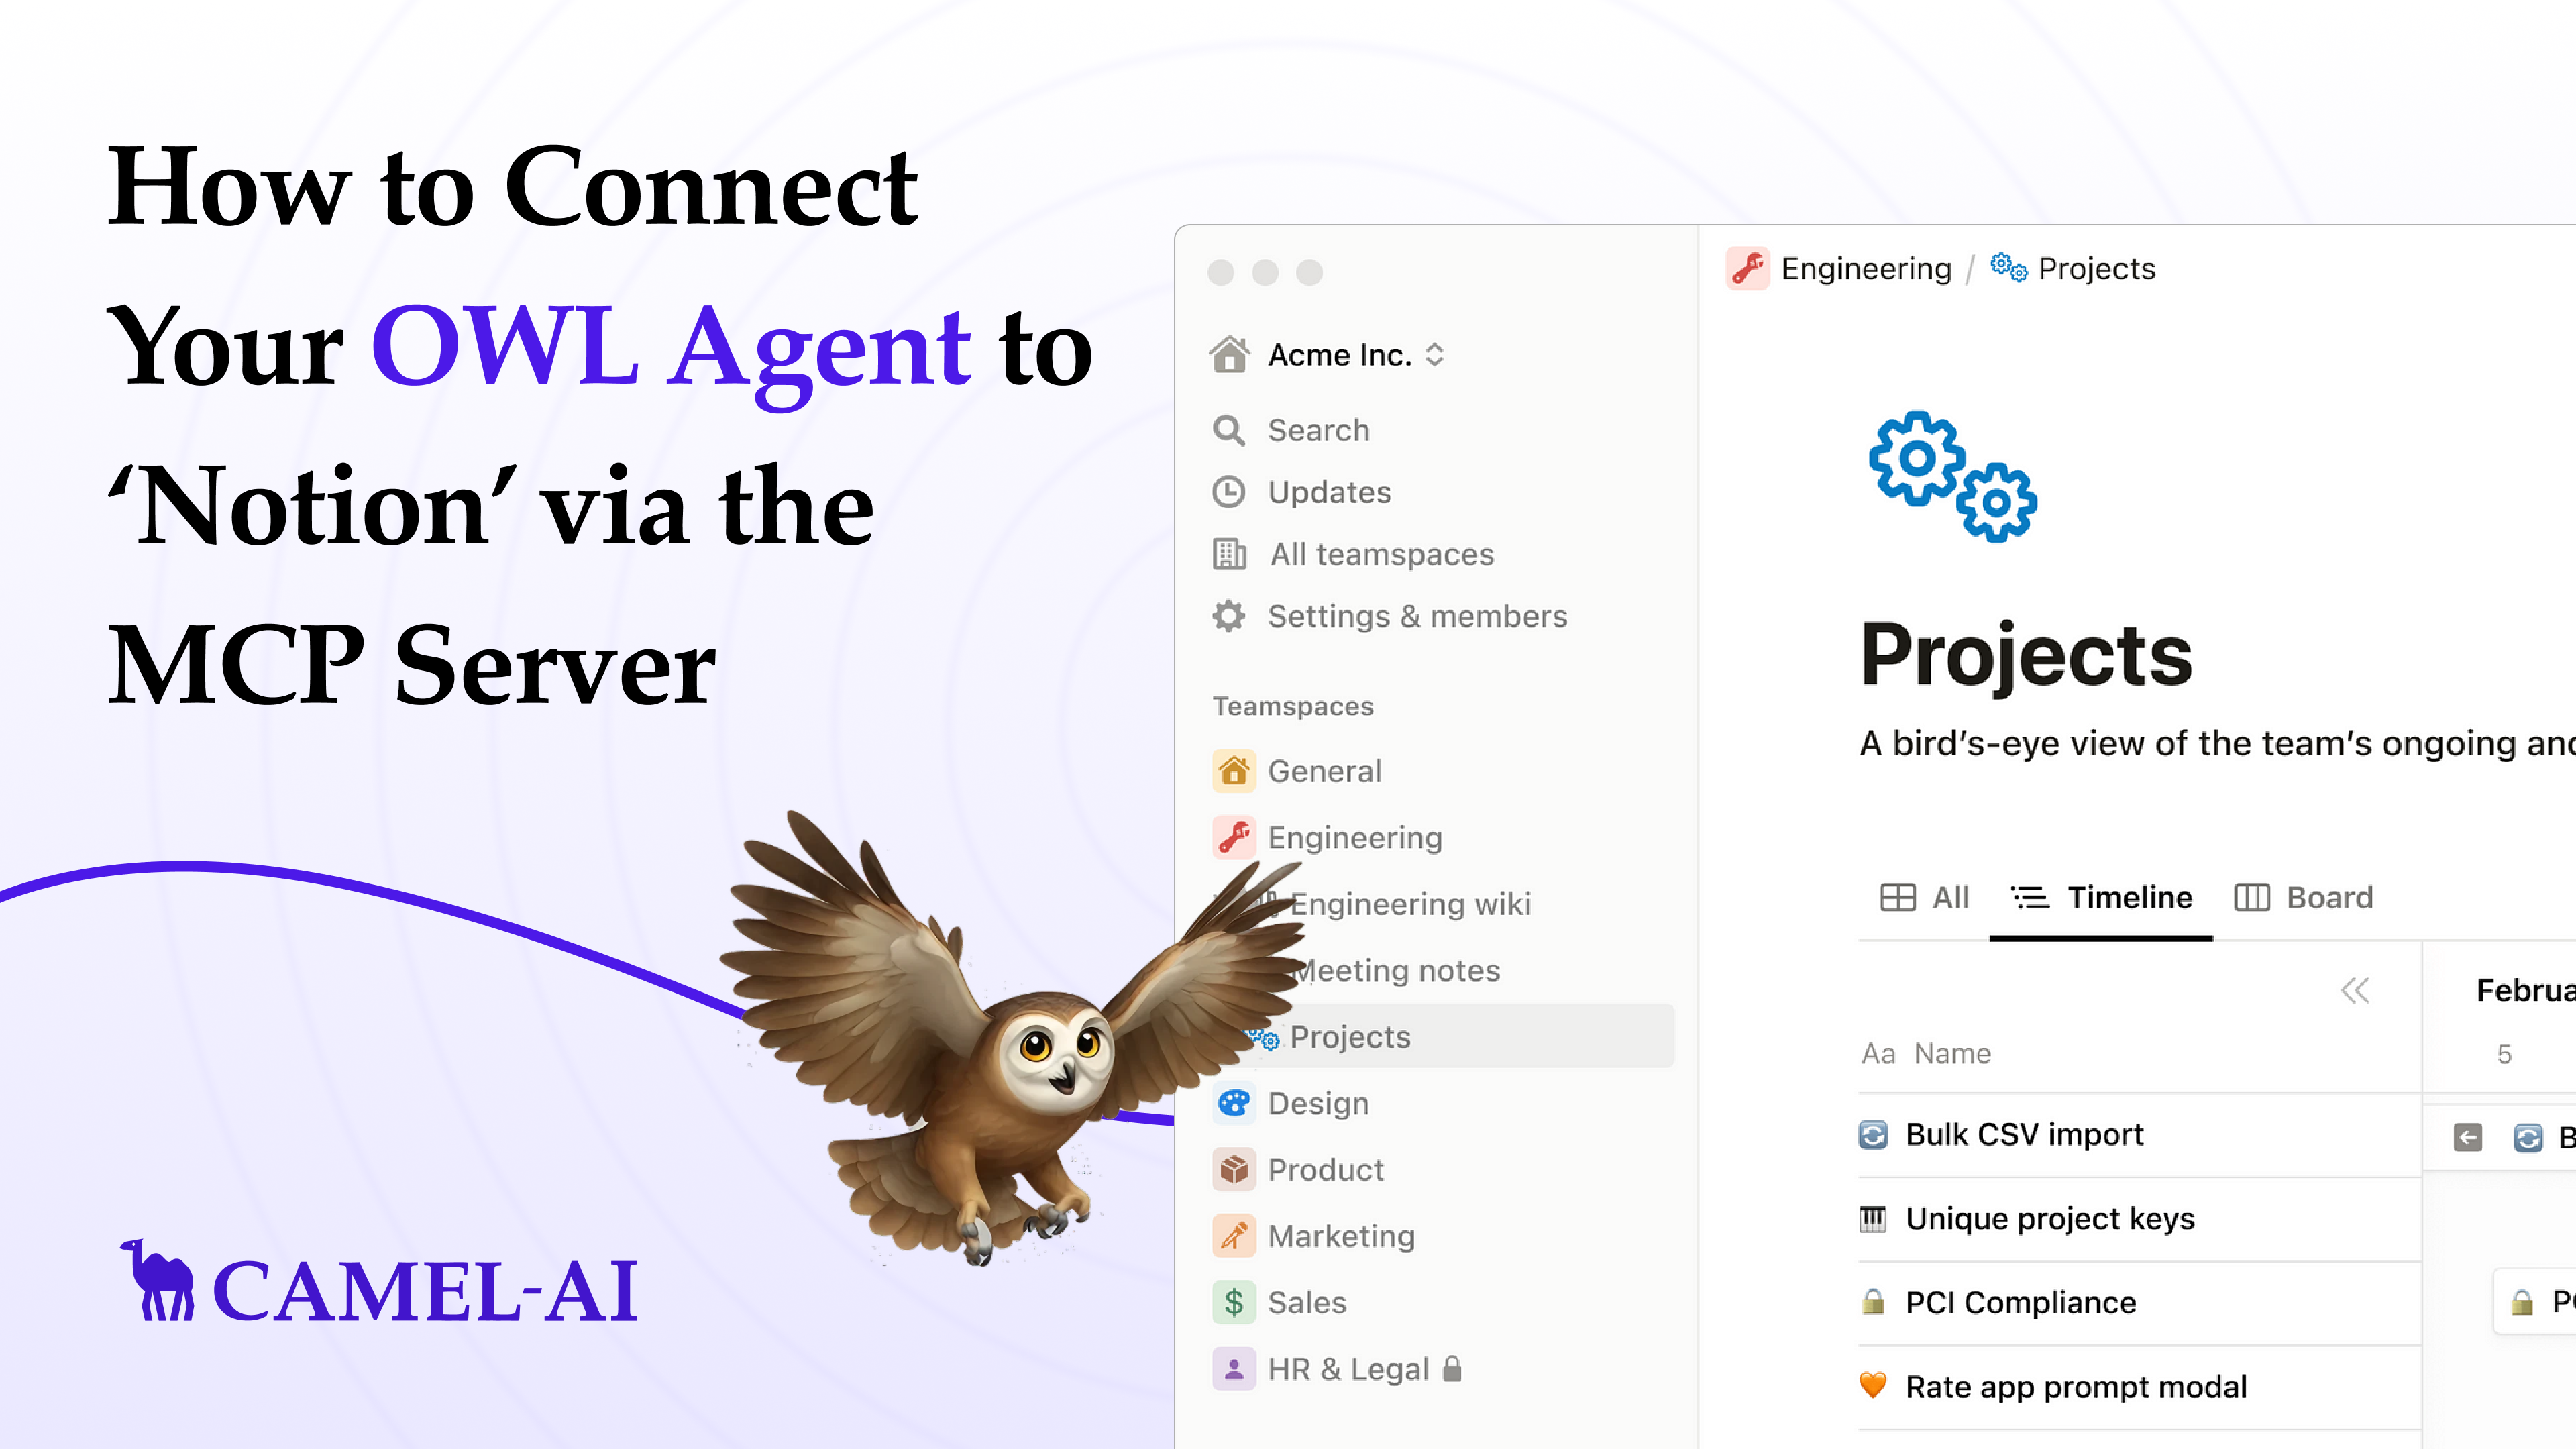 How to Connect
Your OWL Agent to
‘Notion’ via the
MCP Server
CAMEL-AI
Acme Inc.
Search
Updates
All teamspaces
Settings & members
Teamspaces
General
Engineering
Engineering wiki
Meeting notes
Projects
Design
Product
Marketing
Sales
HR & Legal
Engineering / Projects
Projects
A bird’s-eye view of the team’s ongoing
All Timeline Board
5
Aa Name
Bulk CSV import
Unique project keys
PCI Compliance
Rate app prompt modal